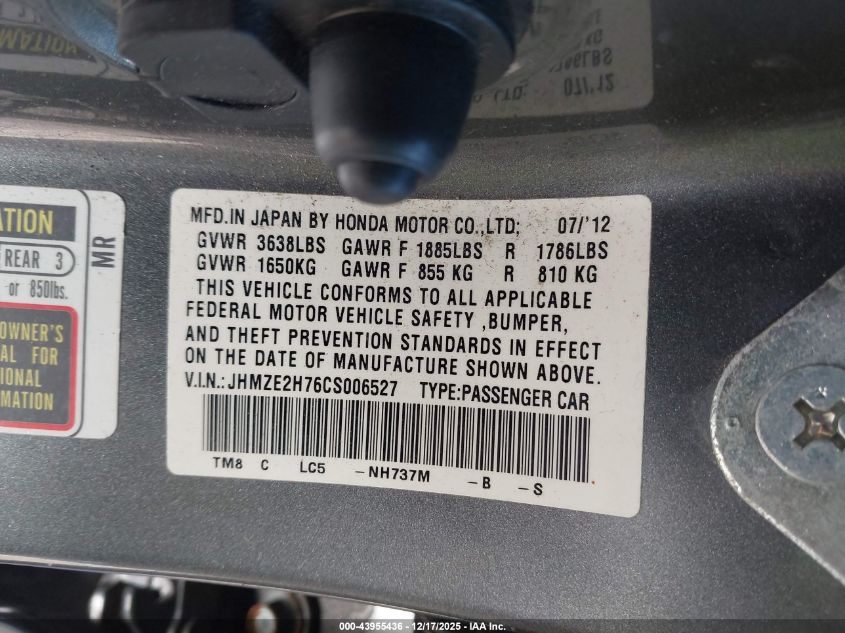 MFD.IN JAPAN BY HONDA MOTOR CO.,LTD; 07/'12
GVWR 3638LBS GAWR F 1885LBS R 1786LBS
GVWR 1650KG GAWR F 855 KG R 810 KG
THIS VEHICLE CONFORMS TO ALL APPLICABLE
FEDERAL MOTOR VEHICLE SAFETY ,BUMPER,
AND THEFT PREVENTION STANDARDS IN EFFECT
ON THE DATE OF MANUFACTURE SHOWN ABOVE.
V.I.N.:JHMZE2H76CS006527 TYPE:PASSENGER CAR
TM8 C LC5 -NH737M -B -S
ATION
REAR 3
or 850lbs.
MR
OWNER'S
AL FOR
IONAL
RMATION
000-43955436 - 12/17/2025 - IAA Inc.